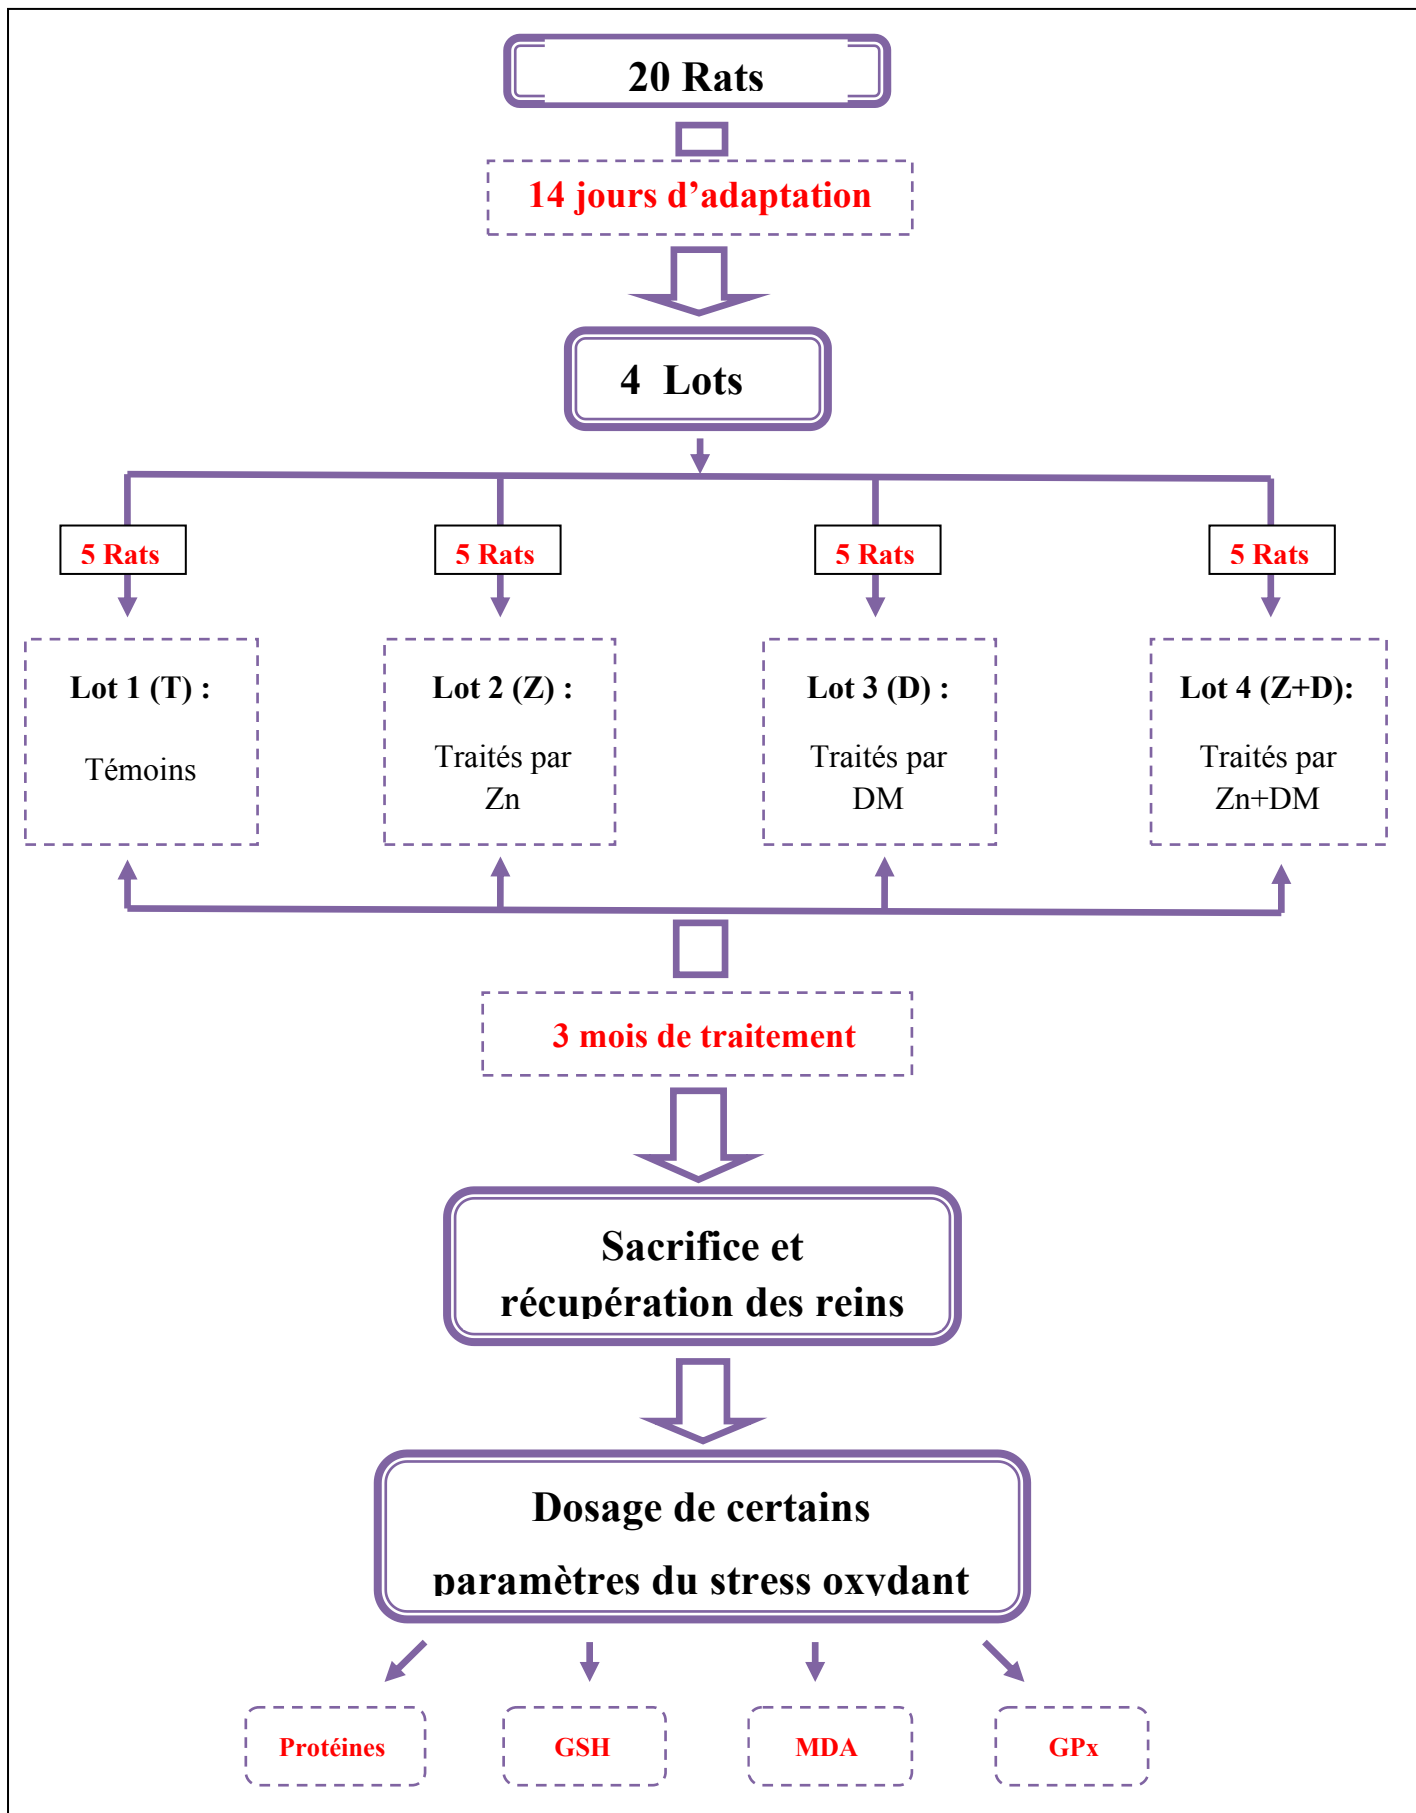 20 Rats
14 jours d’adaptation
4 Lots
5 Rats
5 Rats
5 Rats
5 Rats
Lot 1 (T) :
Témoins
Lot 2 (Z) :
Traités par
Zn
Lot 3 (D) :
Traités par
DM
Lot 4 (Z+D):
Traités par
Zn+DM
3 mois de traitement
Sacrifice et
récupération des reins
Dosage de certains
paramètres du stress oxydant
Protéines
GSH
MDA
GPx